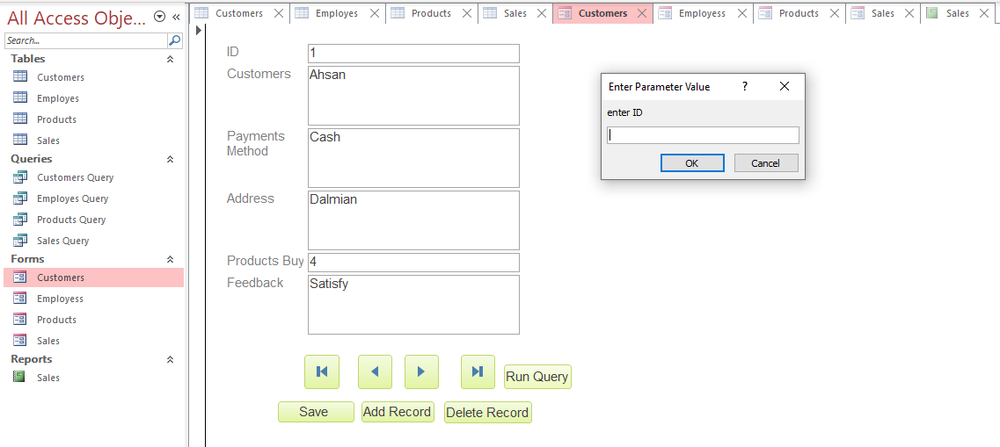 All Access Obje...
Search...
Tables
Customers
Employes
Products
Sales
Queries
Customers Query
Employes Query
Products Query
Sales Query
Forms
Customers
Employess
Products
Sales
Reports
Sales
Customers Employes Products Sales Customers Employess Products Sales Sales
ID 1
Customers Ahsan
Payments Cash
Method
Address Dalmian
Products Buy 4
Feedback Satisfy
Run Query
Save Add Record Delete Record
Enter Parameter Value ?
enter ID
OK Cancel